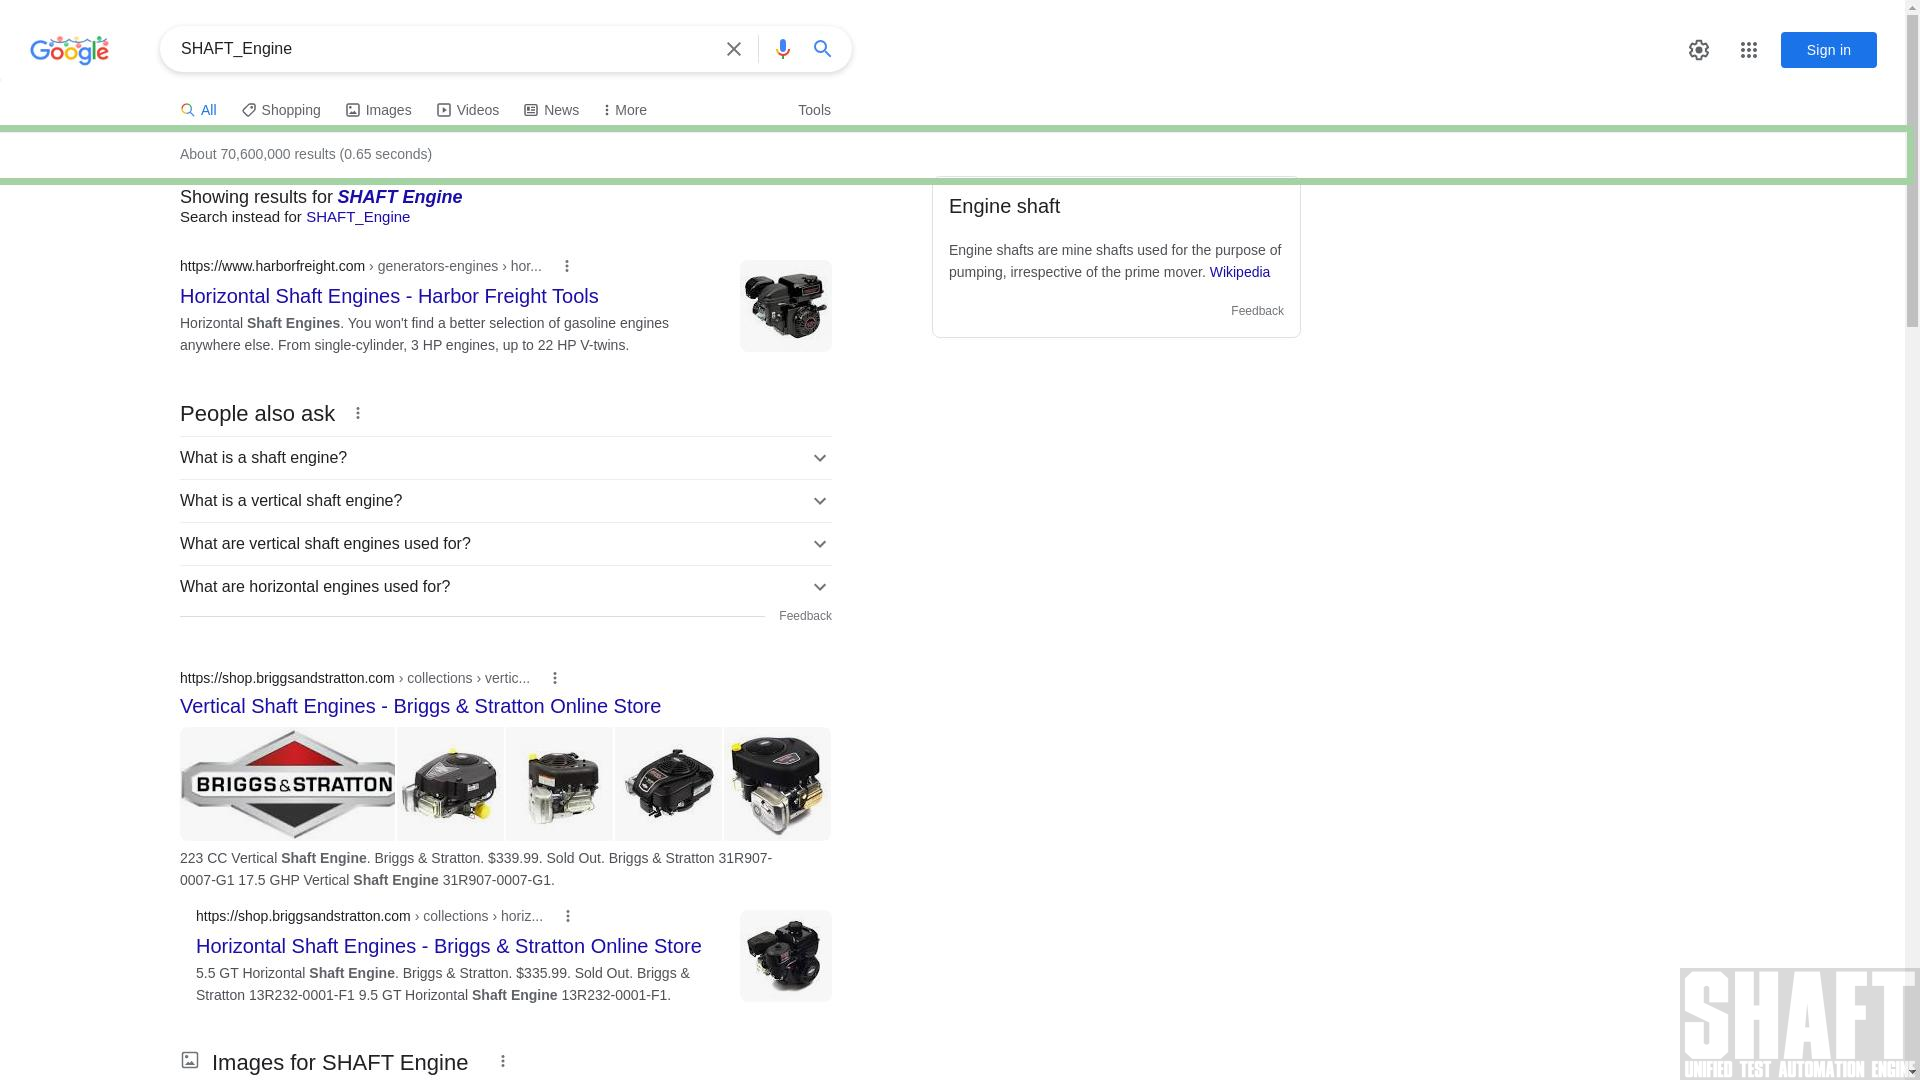 Google
SHAFT_Engine
Sign in
All
Shopping
Images
Videos
News
More
Tools
About 70,600,000 results (0.65 seconds)
Showing results for SHAFT Engine
Search instead for SHAFT_Engine
https://www.harborfreight.com › generators-engines › hor...
Horizontal Shaft Engines - Harbor Freight Tools
Horizontal Shaft Engines. You won't find a better selection of gasoline engines
anywhere else. From single-cylinder, 3 HP engines, up to 22 HP V-twins.
Engine shaft
Engine shafts are mine shafts used for the purpose of
pumping, irrespective of the prime mover. Wikipedia
Feedback
People also ask
What is a shaft engine?
What is a vertical shaft engine?
What are vertical shaft engines used for?
What are horizontal engines used for?
Feedback
https://shop.briggsandstratton.com › collections › vertic...
Vertical Shaft Engines - Briggs & Stratton Online Store
BRIGGS&STRATTON
223 CC Vertical Shaft Engine. Briggs & Stratton. $339.99. Sold Out. Briggs & Stratton 31R907-
0007-G1 17.5 GHP Vertical Shaft Engine 31R907-0007-G1.
https://shop.briggsandstratton.com › collections › horiz...
Horizontal Shaft Engines - Briggs & Stratton Online Store
5.5 GT Horizontal Shaft Engine. Briggs & Stratton. $335.99. Sold Out. Briggs &
Stratton 13R232-0001-F1 9.5 GT Horizontal Shaft Engine 13R232-0001-F1.
Images for SHAFT Engine
SHAFT
UNIFIED TEST AUTOMATION ENGINE